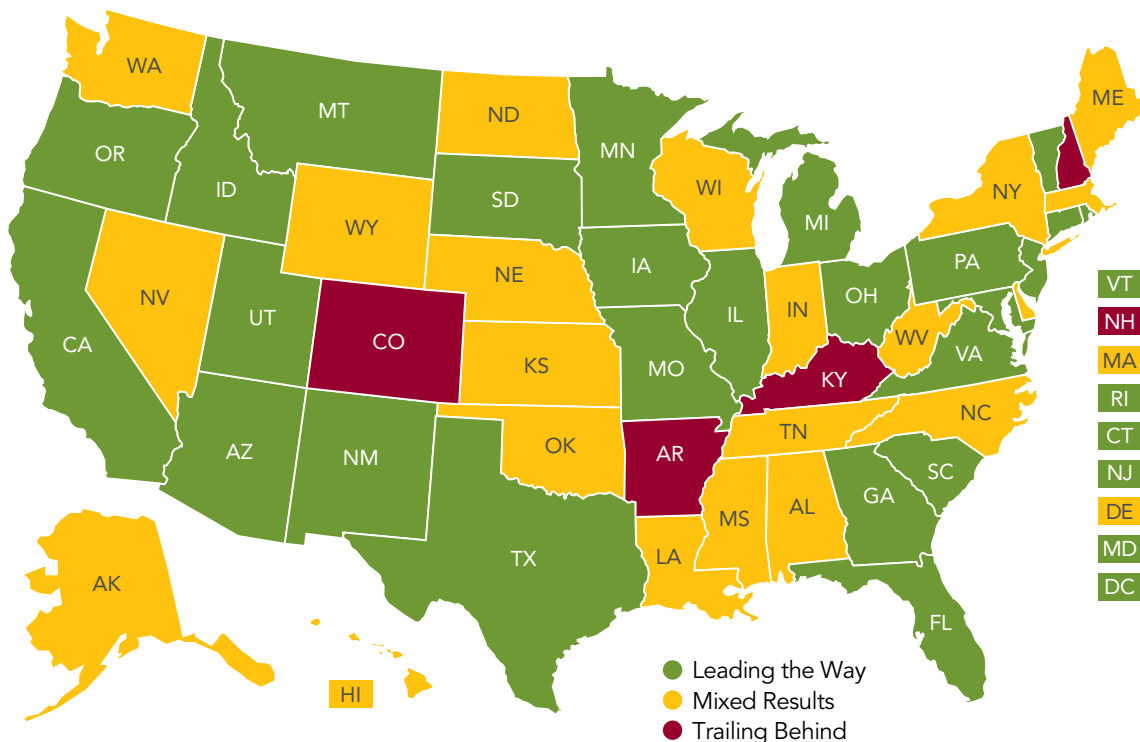 WA
MT
ND
ME
OR
MN
ID
SD
WI
NY
MI
WY
IA
PA
NE
NV
OH
IL
IN
UT
CA
CO
WV
VA
KS
MO
KY
NC
TN
OK
AZ
NM
AR
SC
GA
MS
AL
LA
TX
AK
FL
HI
VT
NH
MA
RI
CT
NJ
DE
MD
DC
Leading the Way
Mixed Results
Trailing Behind